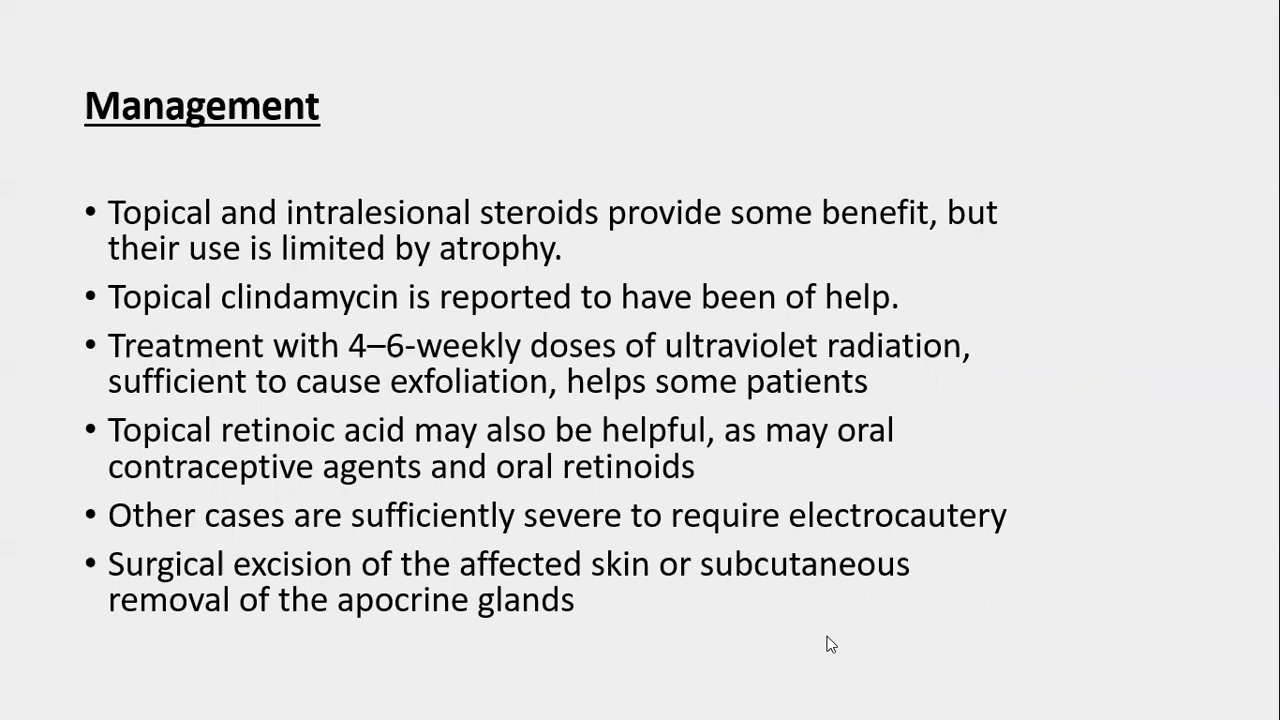 Management
• Topical and intralesional steroids provide some benefit, but
their use is limited by atrophy.
• Topical clindamycin is reported to have been of help.
• Treatment with 4–6-weekly doses of ultraviolet radiation,
sufficient to cause exfoliation, helps some patients
• Topical retinoic acid may also be helpful, as may oral
contraceptive agents and oral retinoids
• Other cases are sufficiently severe to require electrocautery
• Surgical excision of the affected skin or subcutaneous
removal of the apocrine glands